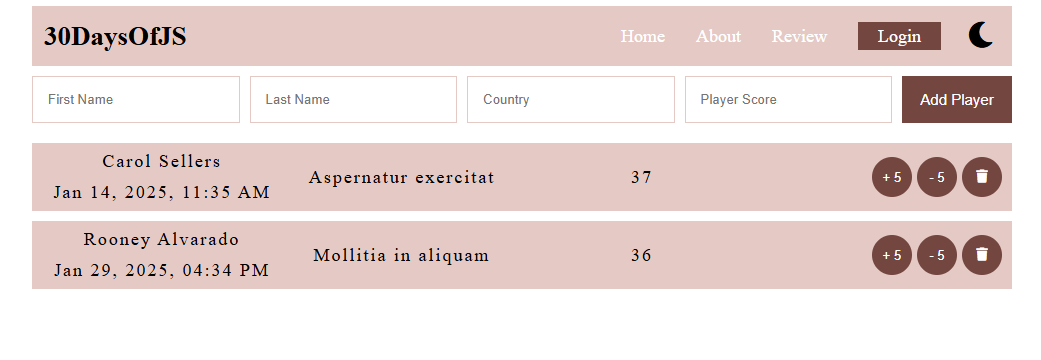 30DaysOfJS Home About Review Login
First Name Last Name Country Player Score Add Player
Carol Sellers
Jan 14, 2025, 11:35 AM
Aspernatur exercitat 37 + 5 - 5
Rooney Alvarado
Jan 29, 2025, 04:34 PM
Mollitia in aliquam 36 + 5 - 5